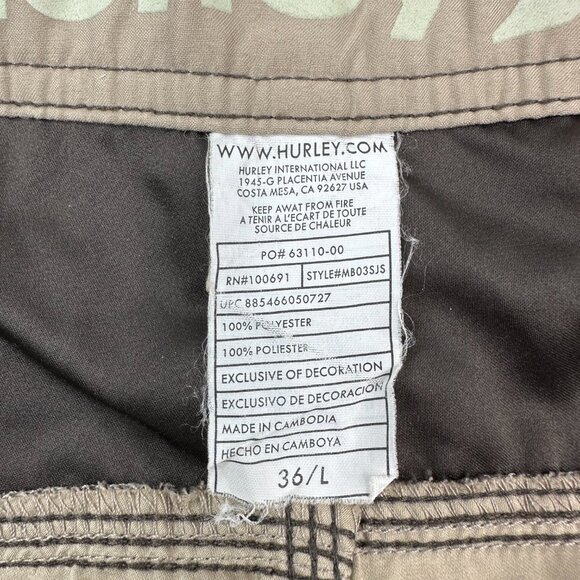 WWW.HURLEY.COM
HURLEY INTERNATIONAL LLC
1945-G PLACENTIA AVENUE
COSTA MESA, CA 92627 USA
KEEP AWAY FROM FIRE
A TENIR A L'ECART DE TOUTE
SOURCE DE CHALEUR
PO# 63110-00
RN#100691 STYLE#MB03SJS
UPC 885466050727
100% POLYESTER
100% POLIESTER
EXCLUSIVE OF DECORATION
EXCLUSIVO DE DECORACIÓN
MADE IN CAMBODIA
HECHO EN CAMBOYA
36/L